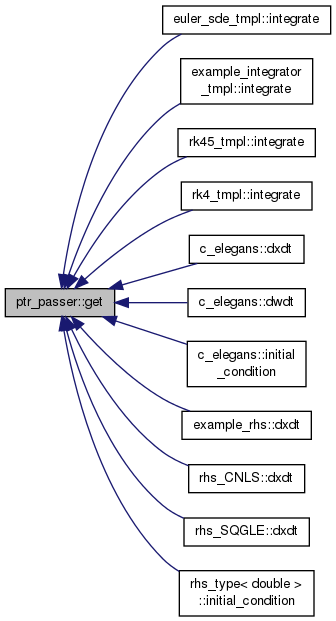 euler_sde_tmpl::integrate
example_integrator
_tmpl::integrate
rk45_tmpl::integrate
rk4_tmpl::integrate
c_elegans::dxdt
ptr_passer::get
c_elegans::dwdt
c_elegans::initial
_condition
example_rhs::dxdt
rhs_CNLS::dxdt
rhs_SQGLE::dxdt
rhs_type< double >
::initial_condition